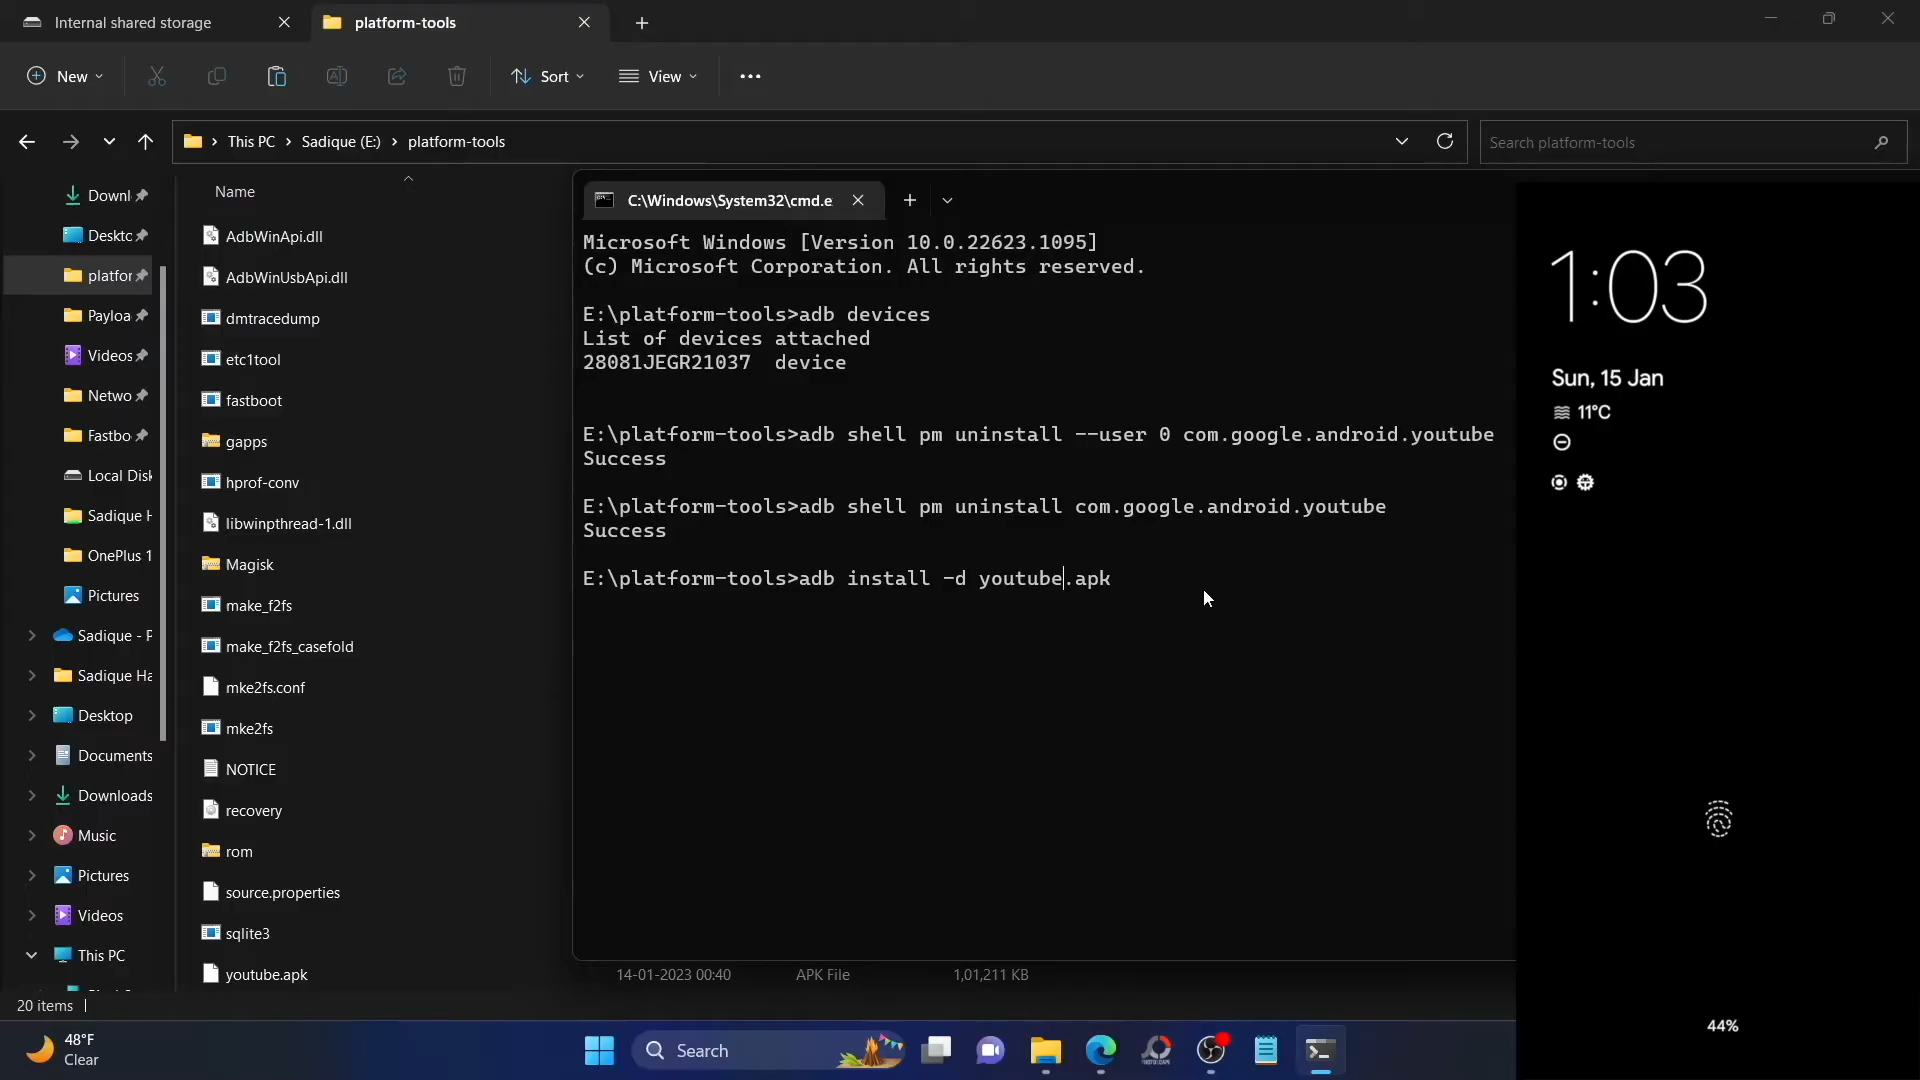 Internal shared storage
platform-tools
New
Sort
View
This PC > Sadique (E:) > platform-tools
Search platform-tools
Downl
Deskto
platfor
Payloa
Videos
Netwo
Fastbo
Local Disk
Sadique H
OnePlus 1
Pictures
Sadique - P
Sadique Ha
Desktop
Documents
Downloads
Music
Pictures
Videos
This PC
Name
AdbWinApi.dll
AdbWinUsbApi.dll
dmtracedump
etc1tool
fastboot
gapps
hprof-conv
libwinpthread-1.dll
Magisk
make_f2fs
make_f2fs_casefold
mke2fs.conf
mke2fs
NOTICE
recovery
rom
source.properties
sqlite3
youtube.apk
14-01-2023 00:40 APK File 1,01,211 KB
C:\Windows\System32\cmd.e
Microsoft Windows [Version 10.0.22623.1095]
(c) Microsoft Corporation. All rights reserved.
E:\platform-tools>adb devices
List of devices attached
28081JEGR21037 device
E:\platform-tools>adb shell pm uninstall --user 0 com.google.android.youtube
Success
E:\platform-tools>adb shell pm uninstall com.google.android.youtube
Success
E:\platform-tools>adb install -d youtube.apk
1:03
Sun, 15 Jan
11°C
44%
20 items
48°F
Clear
Search